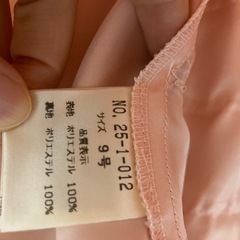 NO. 25-1-012
サイズ 9号
品質表示
表地 ポリエステル 100%
裏地 ポリエステル 100%